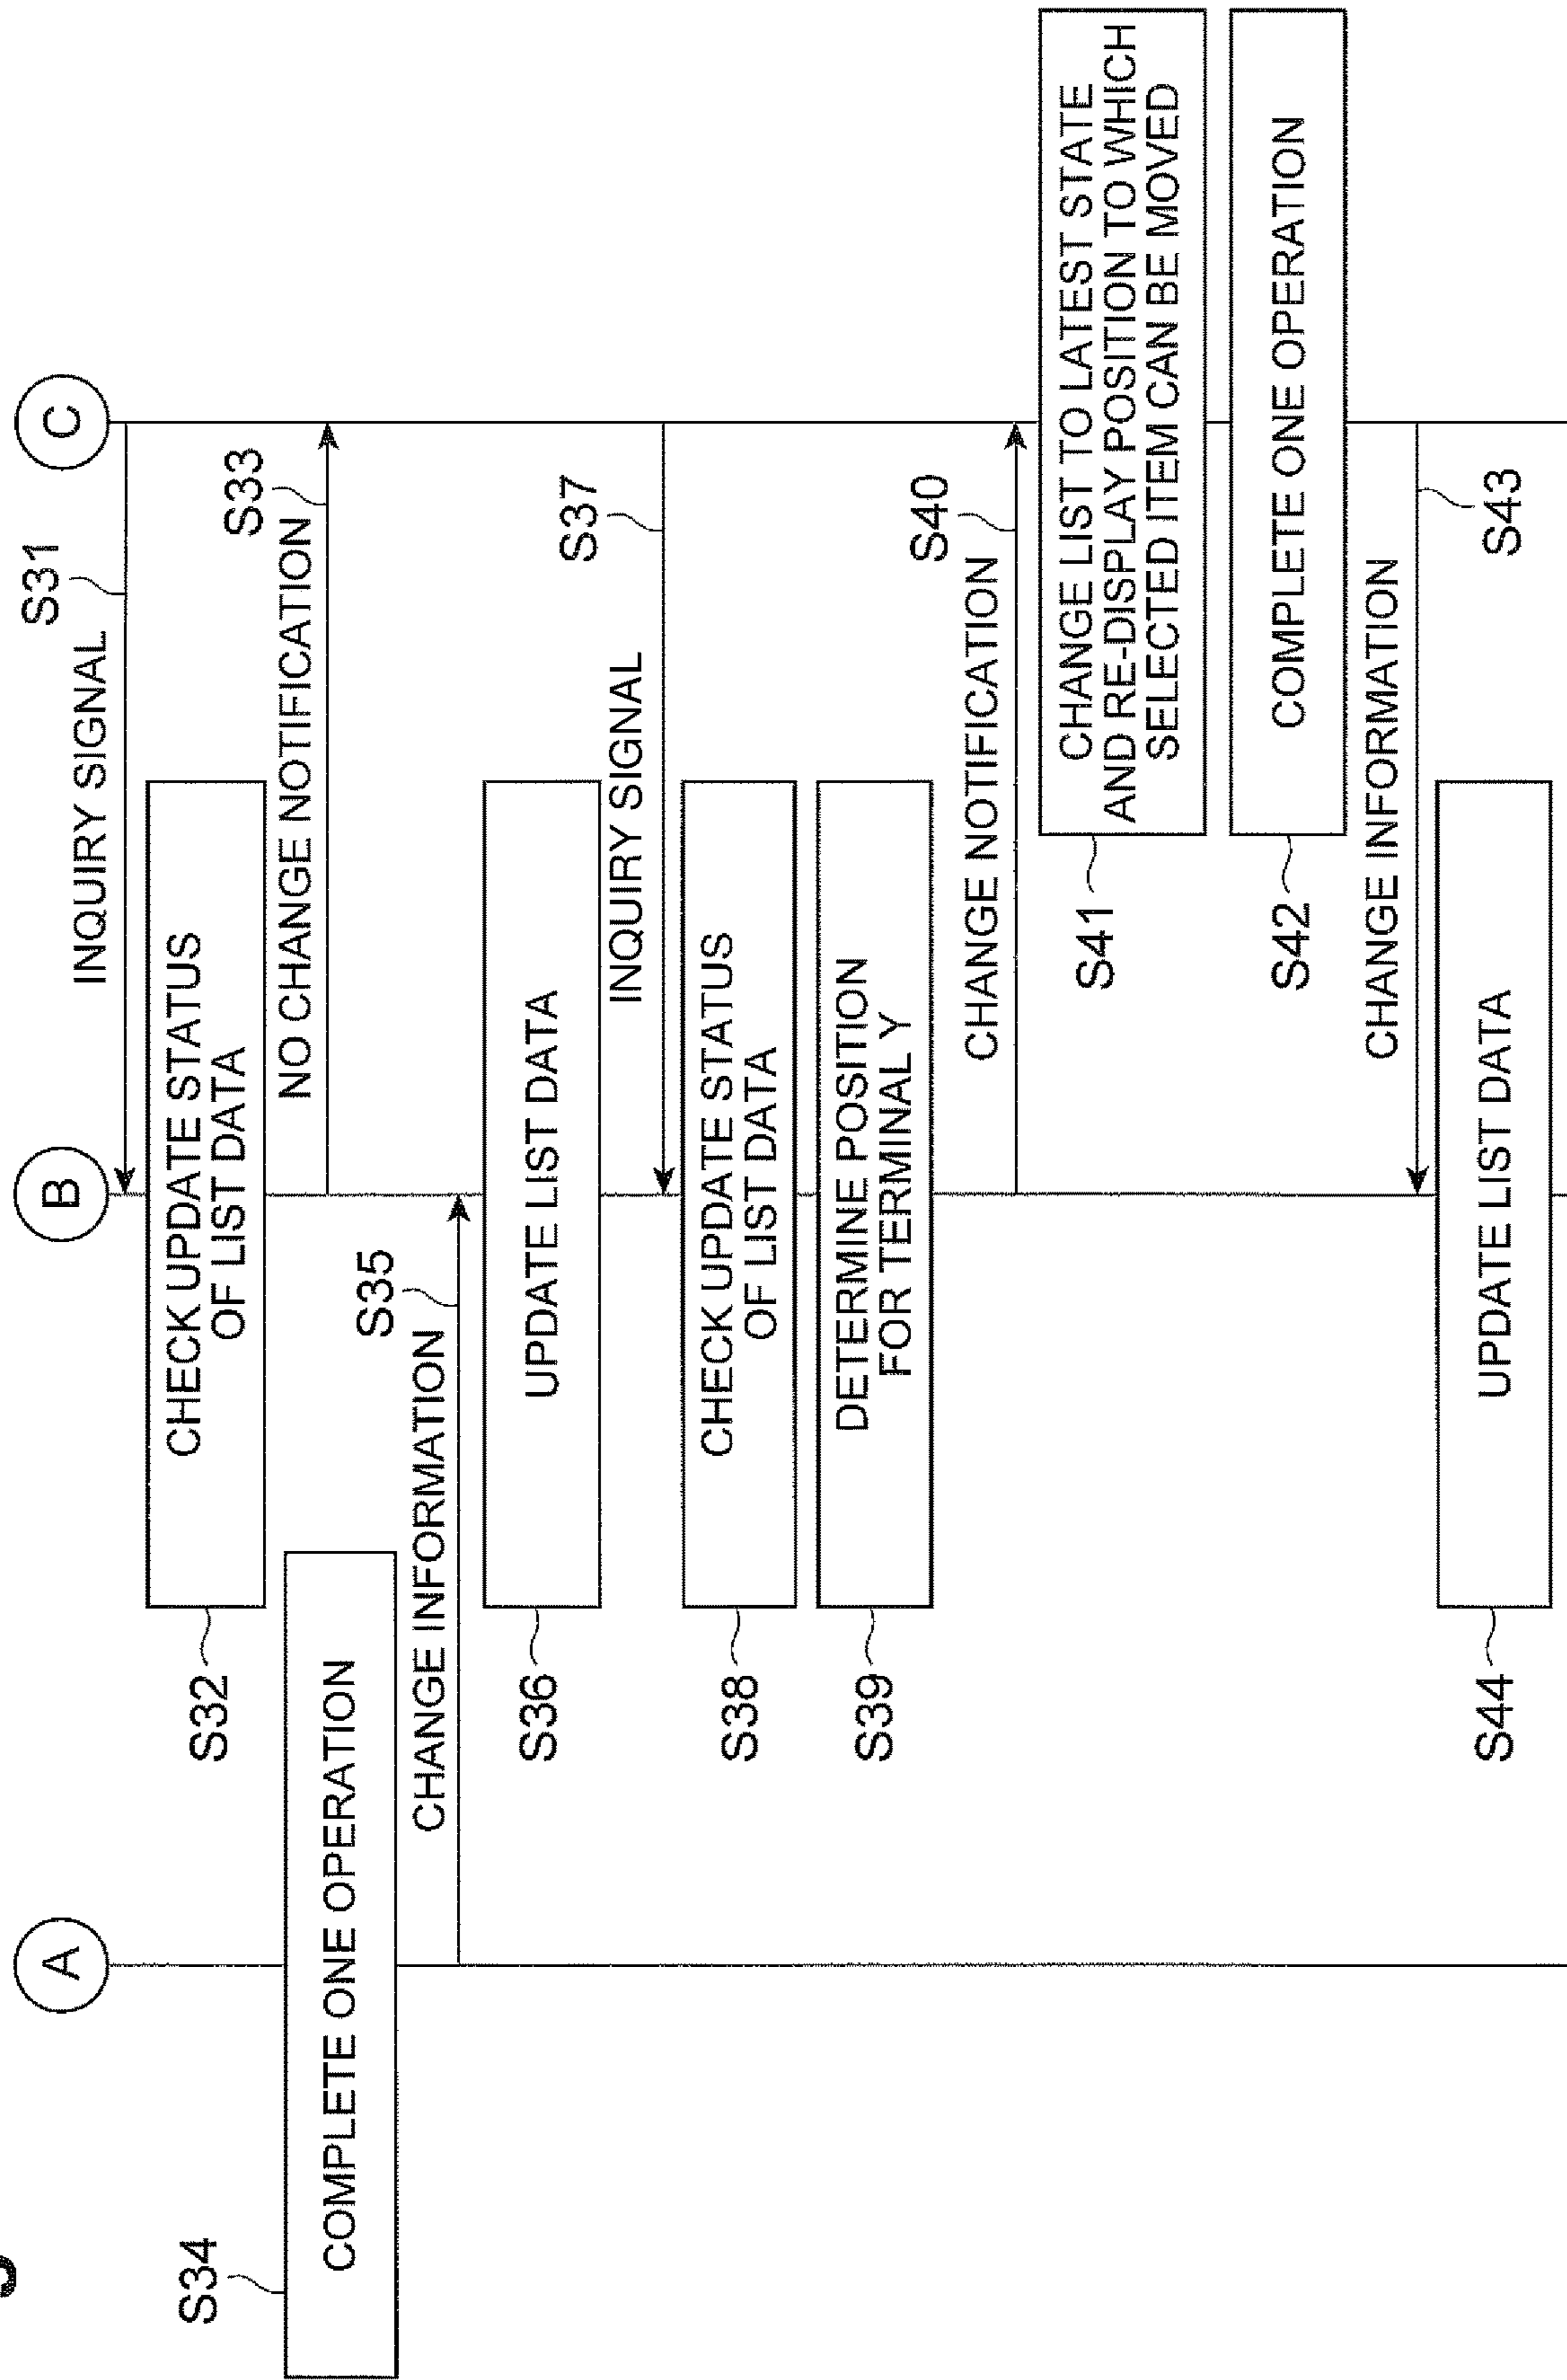 A
B
C
S31
INQUIRY SIGNAL
CHECK UPDATE STATUS
OF LIST DATA
S32
S33
NO CHANGE NOTIFICATION
S34
COMPLETE ONE OPERATION
S35
CHANGE INFORMATION
UPDATE LIST DATA
S36
S37
INQUIRY SIGNAL
CHECK UPDATE STATUS
OF LIST DATA
S38
DETERMINE POSITION
FOR TERMINAL Y
S39
S40
CHANGE NOTIFICATION
CHANGE LIST TO LATEST STATE
AND RE-DISPLAY POSITION TO WHICH
SELECTED ITEM CAN BE MOVED
S41
COMPLETE ONE OPERATION
S42
CHANGE INFORMATION
S43
UPDATE LIST DATA
S44